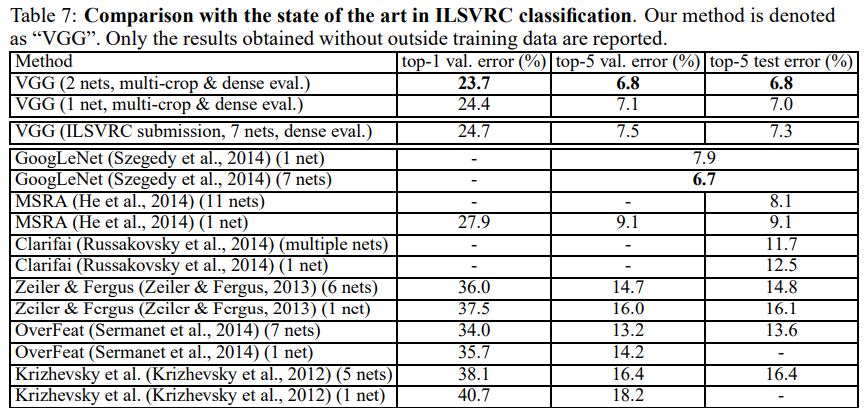 Table 7: Comparison with the state of the art in ILSVRC classification. Our method is denoted
as “VGG”. Only the results obtained without outside training data are reported.
Method top-1 val. error (%) top-5 val. error (%) top-5 test error (%)
VGG (2 nets, multi-crop & dense eval.) 23.7 6.8 6.8
VGG (1 net, multi-crop & dense eval.) 24.4 7.1 7.0
VGG (ILSVRC submission, 7 nets, dense eval.) 24.7 7.5 7.3
GoogLeNet (Szegedy et al., 2014) (1 net) - 7.9
GoogLeNet (Szegedy et al., 2014) (7 nets) - 6.7
MSRA (He et al., 2014) (11 nets) - - 8.1
MSRA (He et al., 2014) (1 net) 27.9 9.1 9.1
Clarifai (Russakovsky et al., 2014) (multiple nets) - - 11.7
Clarifai (Russakovsky et al., 2014) (1 net) - - 12.5
Zeiler & Fergus (Zeiler & Fergus, 2013) (6 nets) 36.0 14.7 14.8
Zeiler & Fergus (Zeiler & Fergus, 2013) (1 net) 37.5 16.0 16.1
OverFeat (Sermanet et al., 2014) (7 nets) 34.0 13.2 13.6
OverFeat (Sermanet et al., 2014) (1 net) 35.7 14.2 -
Krizhevsky et al. (Krizhevsky et al., 2012) (5 nets) 38.1 16.4 16.4
Krizhevsky et al. (Krizhevsky et al., 2012) (1 net) 40.7 18.2 -